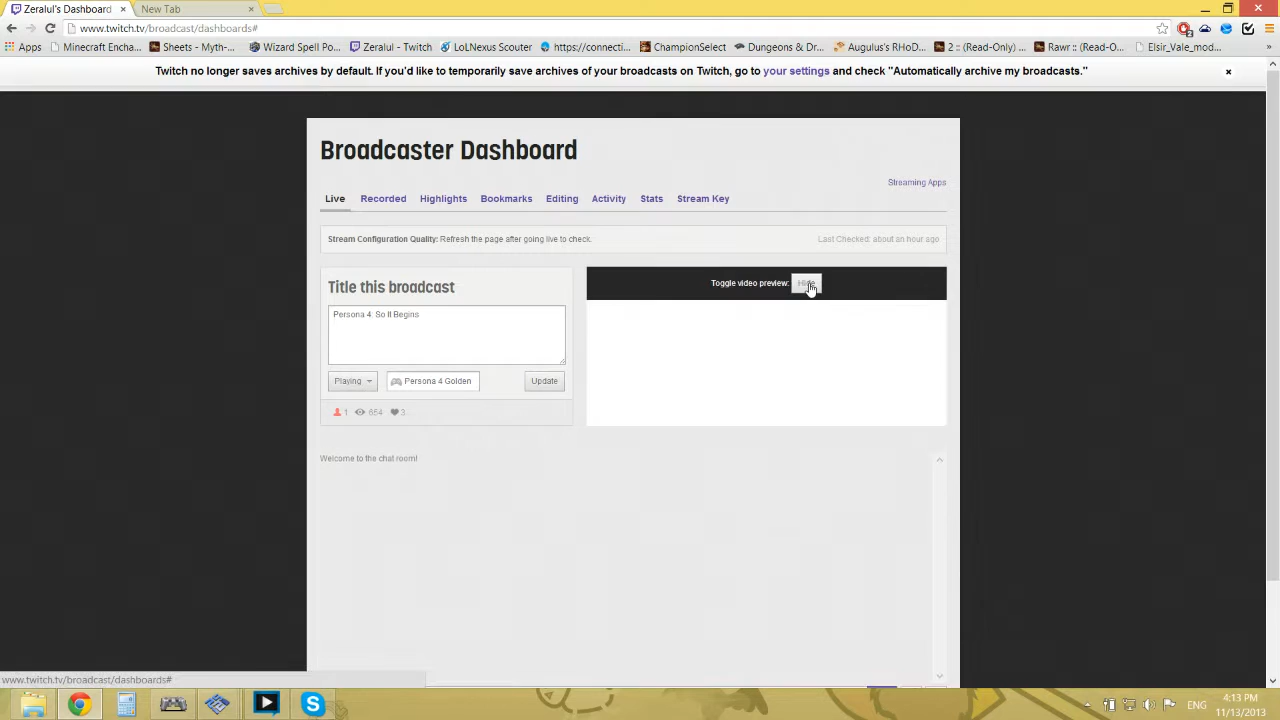 Zeralul's Dashboard
New Tab
www.twitch.tv/broadcast/dashboards#
Apps
Minecraft Encha...
Sheets - Myth-...
Wizard Spell Po...
Zeralul - Twitch
LoLNexus Scouter
https://connecti...
ChampionSelect
Dungeons & Dr...
Augulus's RHoD...
2 :: (Read-Only) ...
Rawr :: (Read-O...
Elsir_Vale_mod...
Twitch no longer saves archives by default. If you'd like to temporarily save archives of your broadcasts on Twitch, go to your settings and check "Automatically archive my broadcasts."
Broadcaster Dashboard
Streaming Apps
Live Recorded Highlights Bookmarks Editing Activity Stats Stream Key
Stream Configuration Quality: Refresh the page after going live to check.
Last Checked: about an hour ago
Title this broadcast
Toggle video preview: Hide
Persona 4: So It Begins
Playing
Persona 4 Golden
Update
1 654 3
Welcome to the chat room!
www.twitch.tv/broadcast/dashboards#
ENG
4:13 PM
11/13/2013